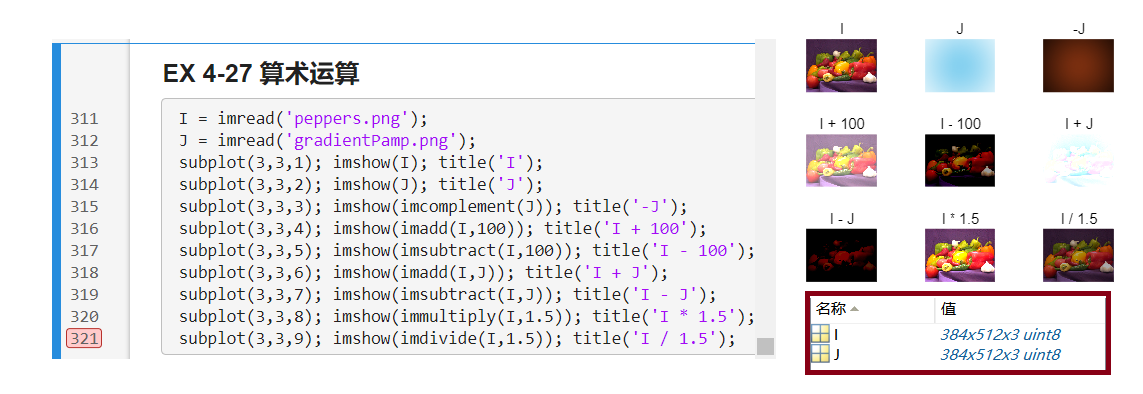 EX 4-27 算术运算
311 I = imread('peppers.png');
312 J = imread('gradientPamp.png');
313 subplot(3,3,1); imshow(I); title('I');
314 subplot(3,3,2); imshow(J); title('J');
315 subplot(3,3,3); imshow(imcomplement(J)); title('-J');
316 subplot(3,3,4); imshow(imadd(I,100)); title('I + 100');
317 subplot(3,3,5); imshow(imsubtract(I,100)); title('I - 100');
318 subplot(3,3,6); imshow(imadd(I,J)); title('I + J');
319 subplot(3,3,7); imshow(imsubtract(I,J)); title('I - J');
320 subplot(3,3,8); imshow(immultiply(I,1.5)); title('I * 1.5');
321 subplot(3,3,9); imshow(imdivide(I,1.5)); title('I / 1.5');
I J -J
I + 100 I - 100 I + J
I - J I * 1.5 I / 1.5
名称 值
I 384x512x3 uint8
J 384x512x3 uint8